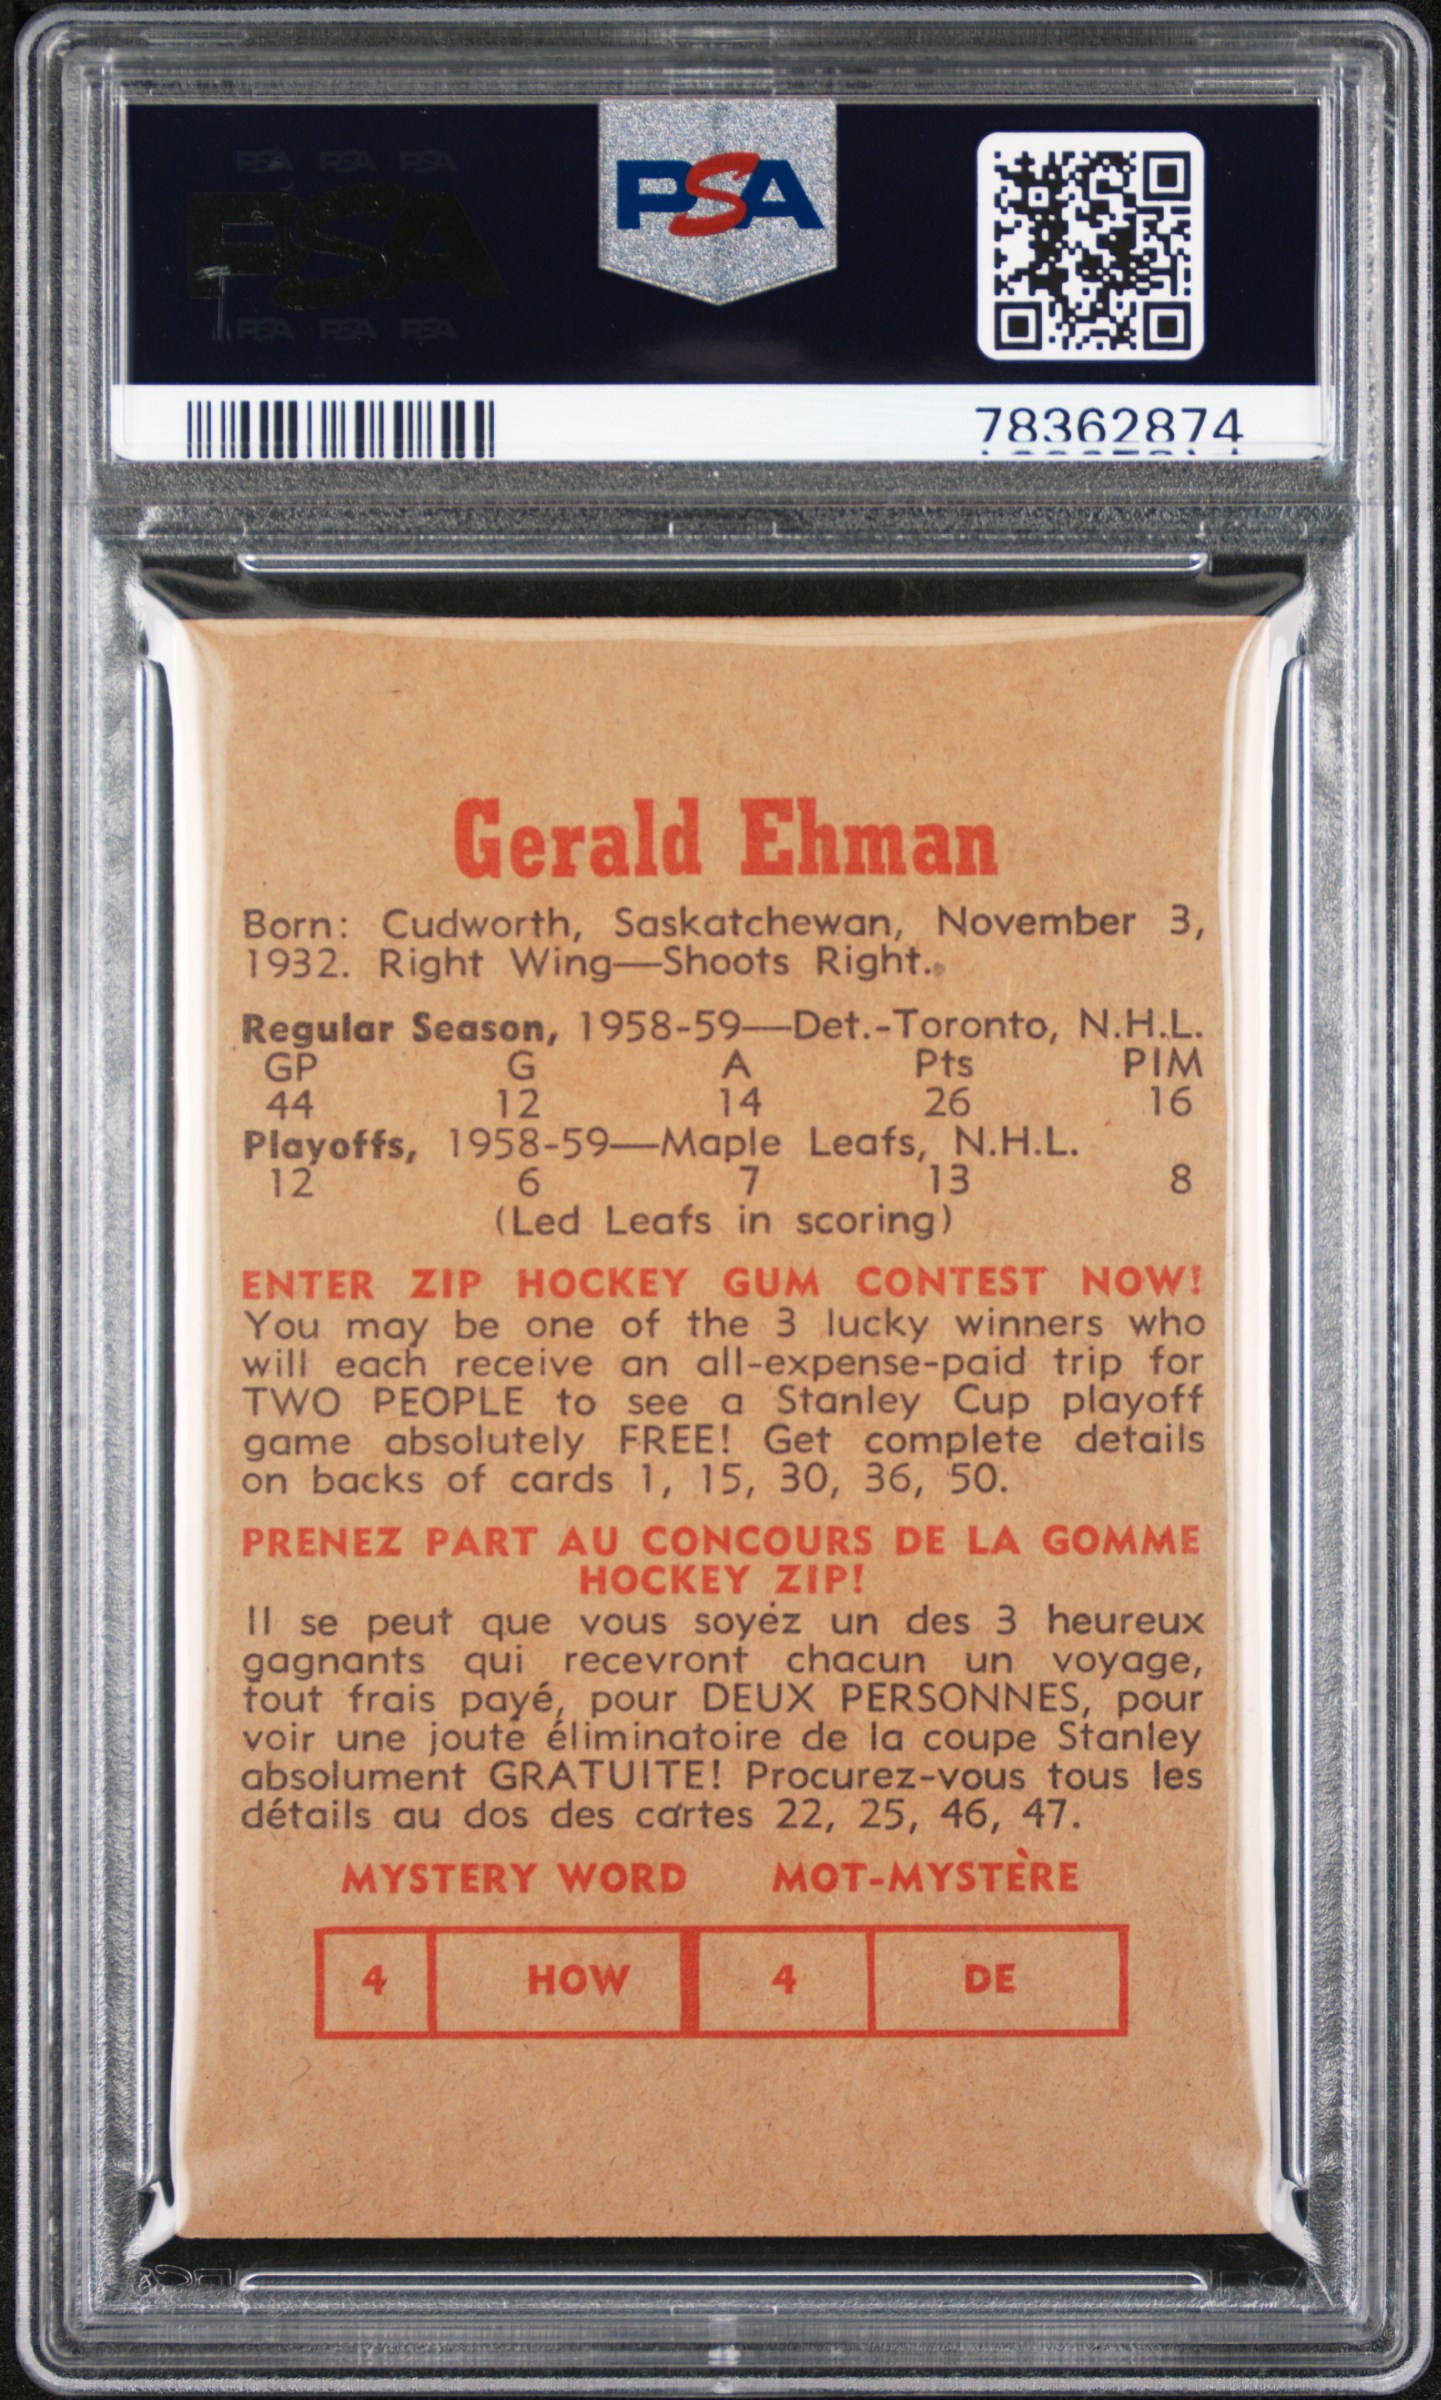 PSA PSA PSA
PSA
PSA PSA PSA
PSA
78362874
Gerald Ehman
Born: Cudworth, Saskatchewan, November 3,
1932. Right Wing—Shoots Right.
Regular Season, 1958-59—Det.-Toronto, N.H.L.
GP G A Pts PIM
44 12 14 26 16
Playoffs, 1958-59—Maple Leafs, N.H.L.
12 6 7 13 8
(Led Leafs in scoring)
ENTER ZIP HOCKEY GUM CONTEST NOW!
You may be one of the 3 lucky winners who
will each receive an all-expense-paid trip for
TWO PEOPLE to see a Stanley Cup playoff
game absolutely FREE! Get complete details
on backs of cards 1, 15, 30, 36, 50.
PRENEZ PART AU CONCOURS DE LA GOMME
HOCKEY ZIP!
Il se peut que vous soyéz un des 3 heureux
gagnants qui recevront chacun un voyage,
tout frais payé, pour DEUX PERSONNES, pour
voir une joute éliminatoire de la coupe Stanley
absolument GRATUITE! Procurez-vous tous les
détails au dos des cartes 22, 25, 46, 47.
MYSTERY WORD MOT-MYSTÈRE
4 HOW 4 DE